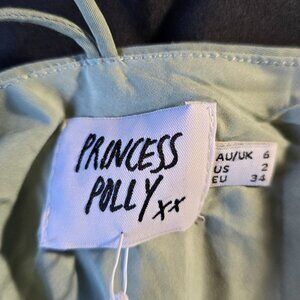 PRINCESS
POLLY xx
AU/UK 6
US 2
EU 34